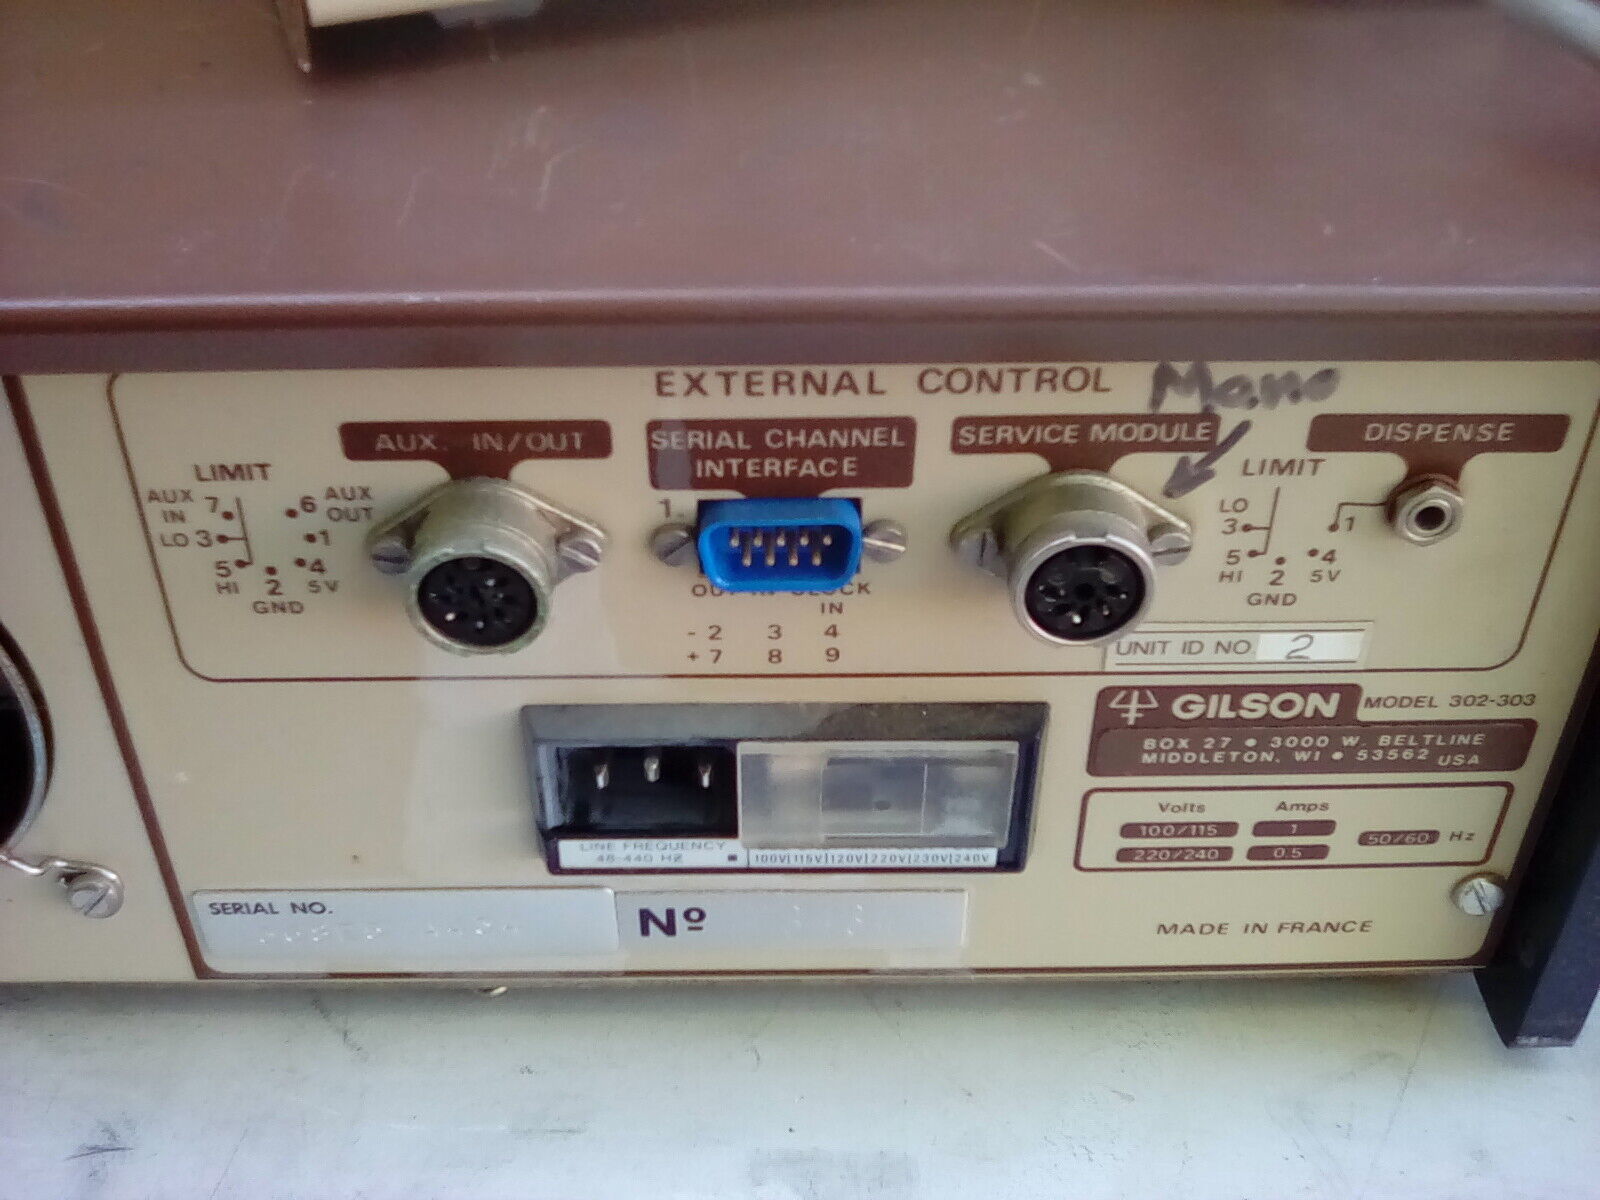 EXTERNAL CONTROL
Mano
AUX. IN/OUT
SERIAL CHANNEL
INTERFACE
SERVICE MODULE
DISPENSE
LIMIT
AUX
IN
7
6
AUX
OUT
LO 3
1
5
HI
2
GND
4
5V
1
IN
- 2 3 4
+ 7 8 9
LIMIT
LO
3
1
5
HI
2
GND
4
5V
UNIT ID NO. 2
GILSON MODEL 302-303
BOX 27 • 3000 W. BELTLINE
MIDDLETON, WI • 53562 USA
Volts Amps
100/115 1
220/240 0.5
50/60 Hz
LINE FREQUENCY
48-440 HZ
100V|115V|120V|220V|230V|240V
SERIAL NO.
Nº
MADE IN FRANCE